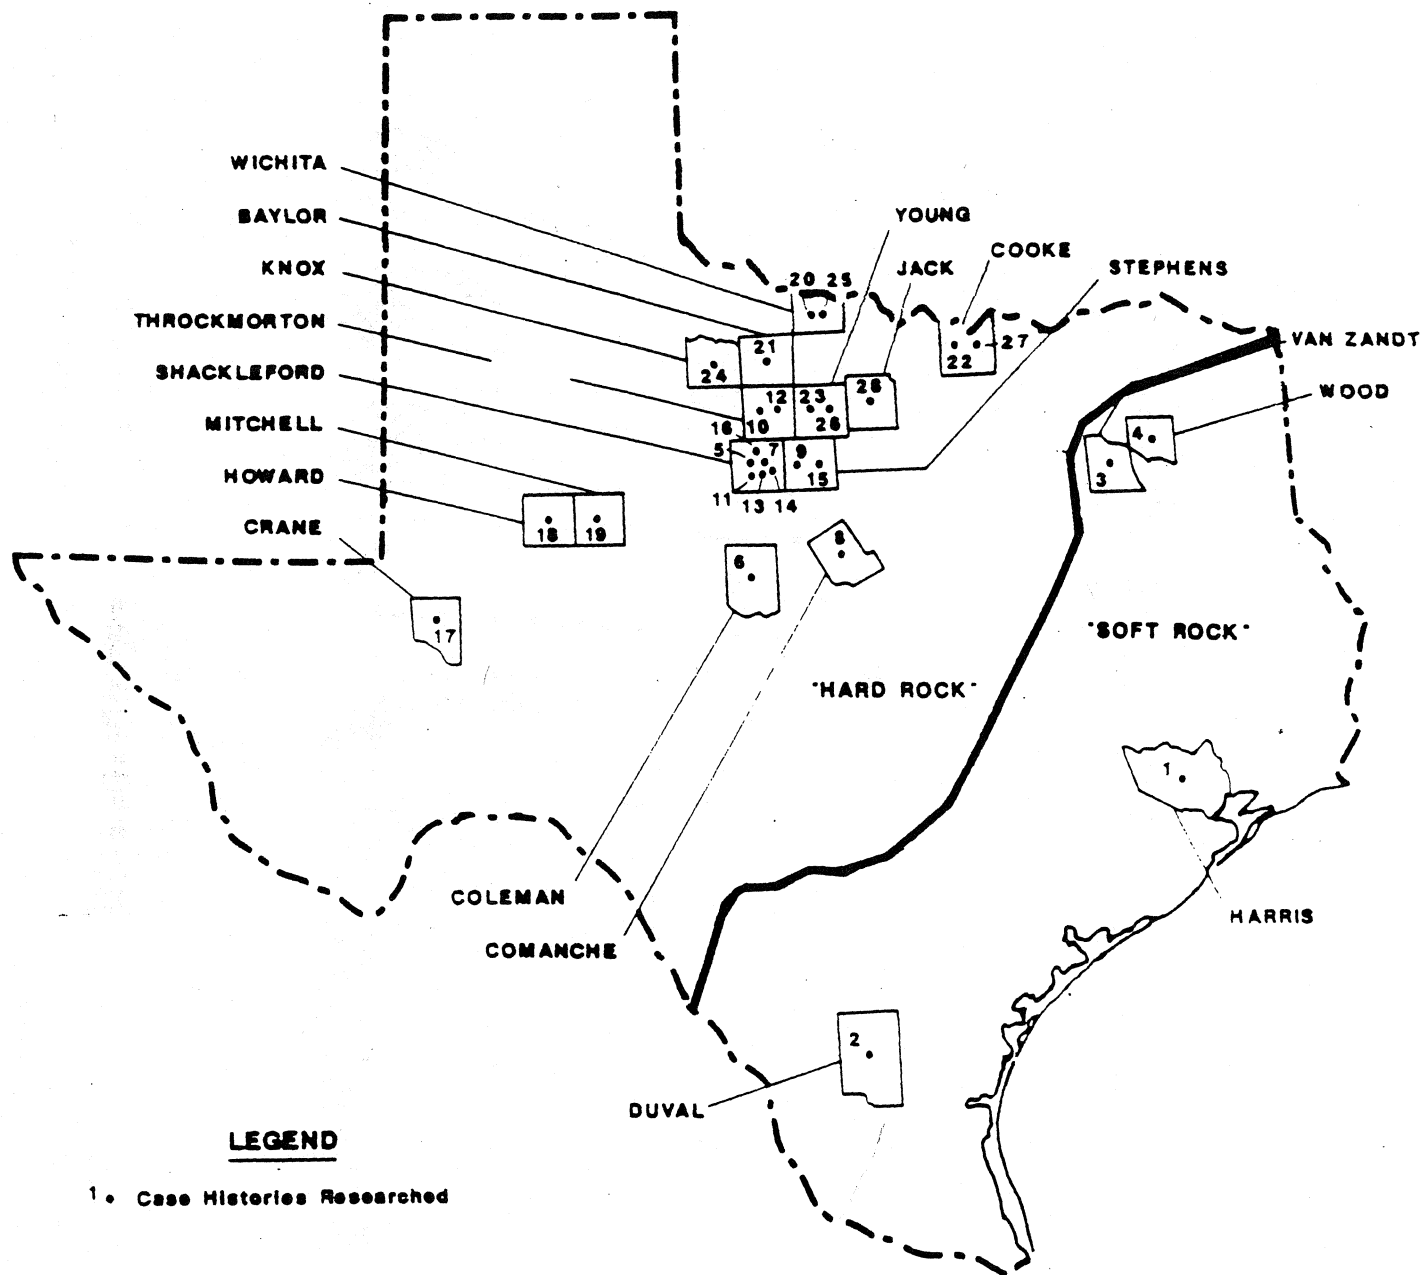 WICHITA
BAYLOR
KNOX
THROCKMORTON
SHACKLEFORD
MITCHELL
HOWARD
CRANE
YOUNG
JACK
COOKE
STEPHENS
VAN ZANDT
WOOD
20 25
21
24
22
27
12 23 28
16 10 26
5 7 9
15
11 13 14
18 19
17
6
8
4
3
"SOFT ROCK"
"HARD ROCK"
1
COLEMAN
COMANCHE
HARRIS
2
DUVAL
LEGEND
1 • Case Histories Researched